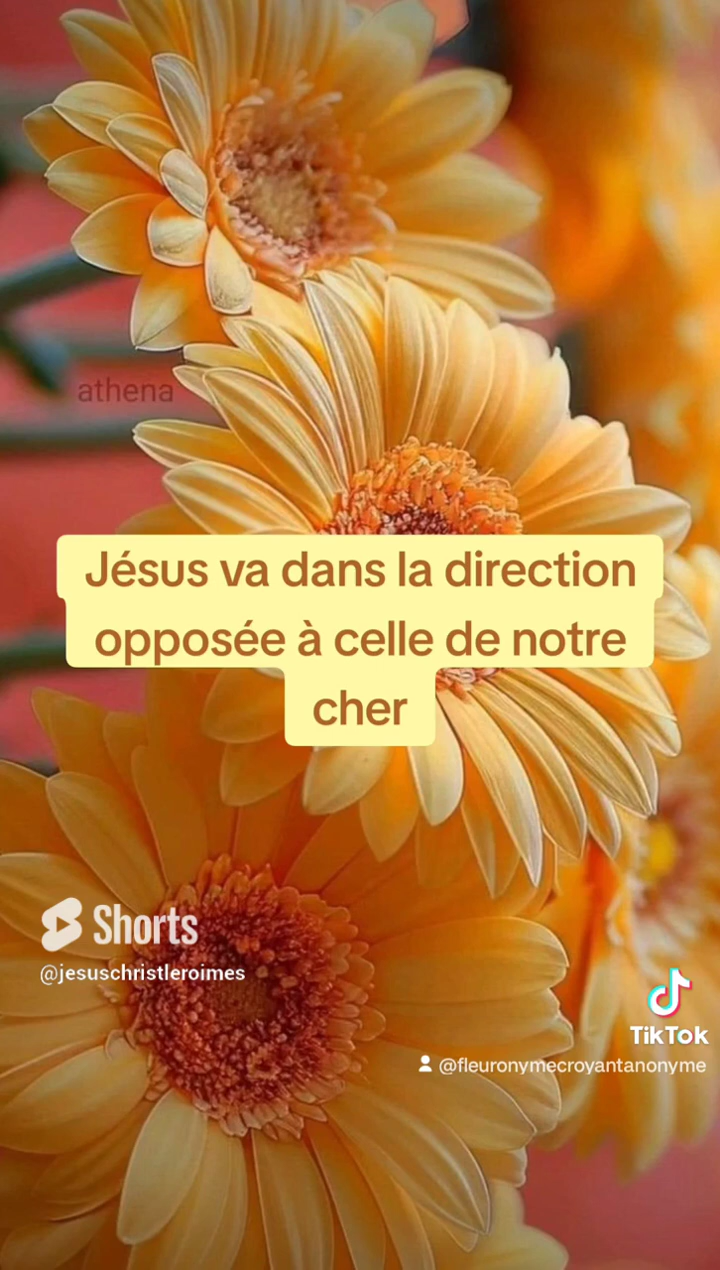 athena
Jésus va dans la direction
opposée à celle de notre
cher
Shorts
@jesuschristleroimes
TikTok
@fleuronymecroyantanonyme